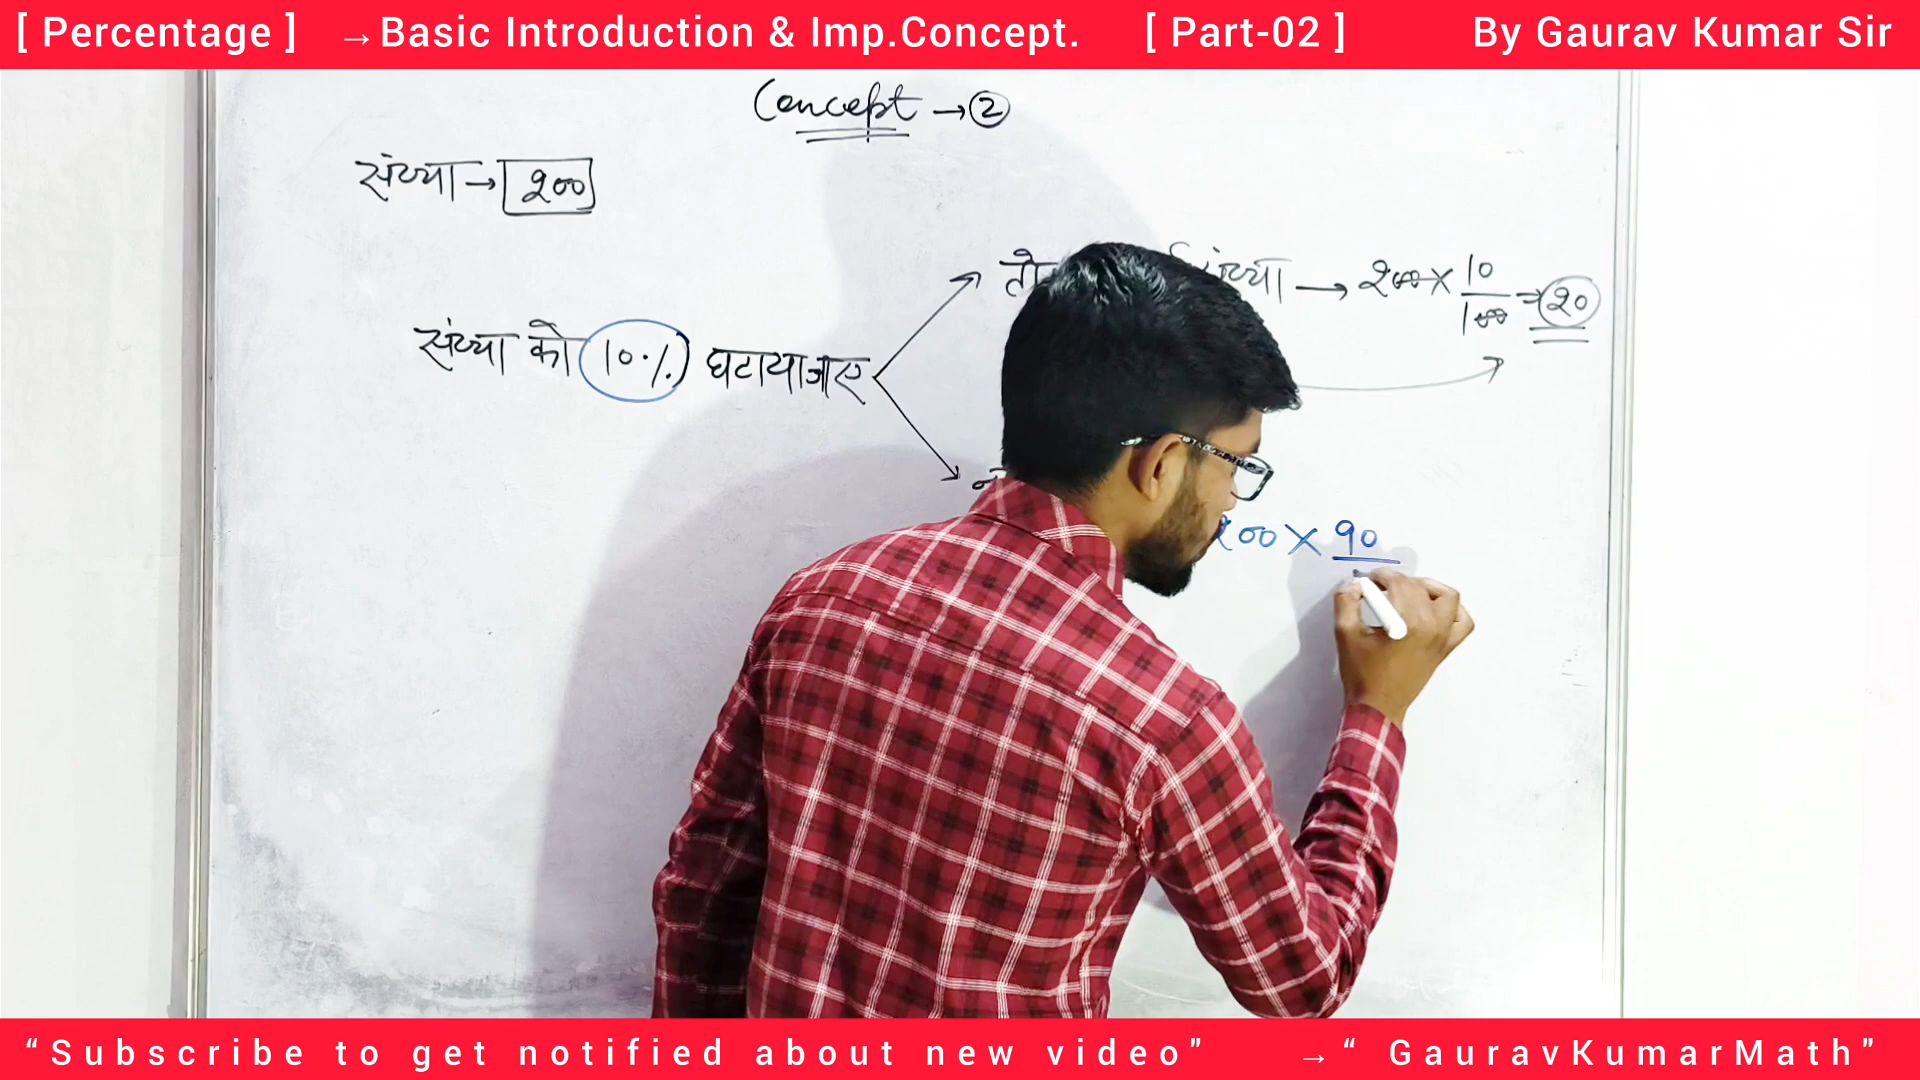 [ Percentage ] →Basic Introduction & Imp.Concept. [ Part-02 ] By Gaurav Kumar Sir
Concept →②
संख्या→ 200
संख्या → 200 × 10/100 = 20
संख्या को 10% घटाया जाए
200 × 90
“Subscribe to get notified about new video” →“ GauravKumarMath”